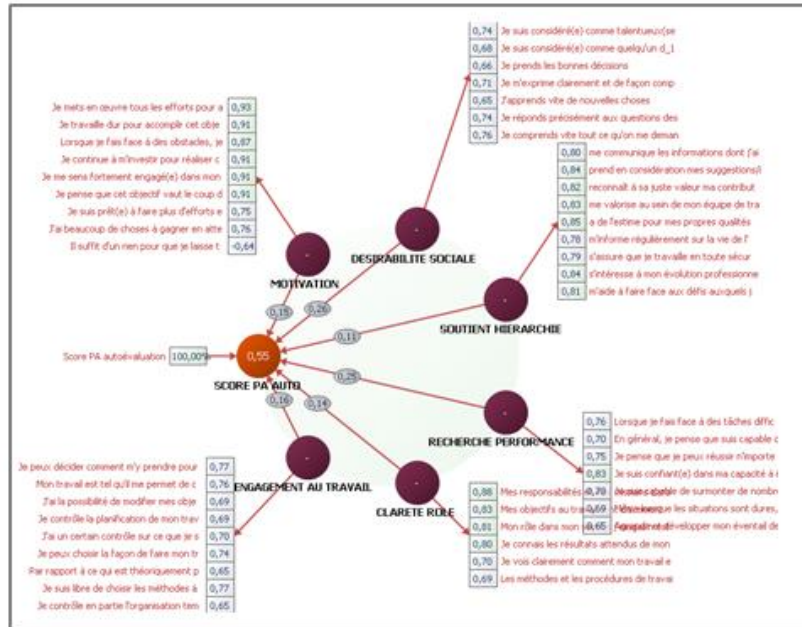 0,74 Je suis considéré(e) comme talentueux(se
0,68 Je suis considéré(e) comme quelqu'un d_1
0,66 Je prends les bonnes décisions
0,71 Je m'exprime clairement et de façon comp
0,65 J'apprends vite de nouvelles choses
0,74 Je réponds précisément aux questions des
0,76 Je comprends vite tout ce qu'on me deman
Je mets en œuvre tous les efforts pour a 0,93
Je travaille dur pour accomplir cet obje 0,91
Lorsque je fais face à des obstacles, je 0,87
Je continue à m'investir pour réaliser c 0,91
Je me sens fortement engagé(e) dans mon 0,91
Je pense que cet objectif vaut le coup d 0,91
Je suis prêt(e) à faire plus d'efforts e 0,75
J'ai beaucoup de choses à gagner en atte 0,76
Il suffit d'un rien pour que je laisse t -0,64
0,80 me communique les informations dont j'ai
0,84 prend en considération mes suggestions/
0,82 reconnaît à sa juste valeur ma contribut
0,83 me valorise au sein de mon équipe de tra
0,85 a de l'estime pour mes propres qualités
0,78 m'informe régulièrement sur la vie de l'
0,79 s'assure que je travaille en toute sécur
0,84 s'intéresse à mon évolution professionne
0,81 m'aide à faire face aux défis auxquels j
MOTIVATION
DESIRABILITE SOCIALE
SOUTIENT HIERARCHIE
0,15
0,26
0,11
Score PA autoévaluation 100,00%
0,55
SCORE PA AUTO
0,25
0,16
0,14
RECHERCHE PERFORMANCE
ENGAGEMENT AU TRAVAIL
CLARETE ROLE
0,76 Lorsque je fais face à des tâches diffic
0,70 En général, je pense que suis capable d
0,75 Je pense que je peux réussir n'importe
0,83 Je suis confiant(e) dans ma capacité à
Je suis capable de surmonter de nombre
0,69 Même lorsque les situations sont dures,
0,65 développer mon éventail de
Je peux décider comment m'y prendre pour 0,77
Mon travail est tel qu'il me permet de c 0,76
J'ai la possibilité de modifier mes obje 0,69
Je contrôle la planification de mon trav 0,69
J'ai un certain contrôle sur ce que je s 0,70
Je peux choisir la façon de faire mon tr 0,74
Par rapport à ce qui est théoriquement p 0,65
Je suis libre de choisir les méthodes à 0,77
Je contrôle en partie l'organisation tem 0,65
0,88 Mes responsabilités
0,83 Mes objectifs au
0,81 Mon rôle dans mon
0,80 Je connais les résultats attendus de mon
0,70 Je vois clairement comment mon travail e
0,69 Les méthodes et les procédures de travai